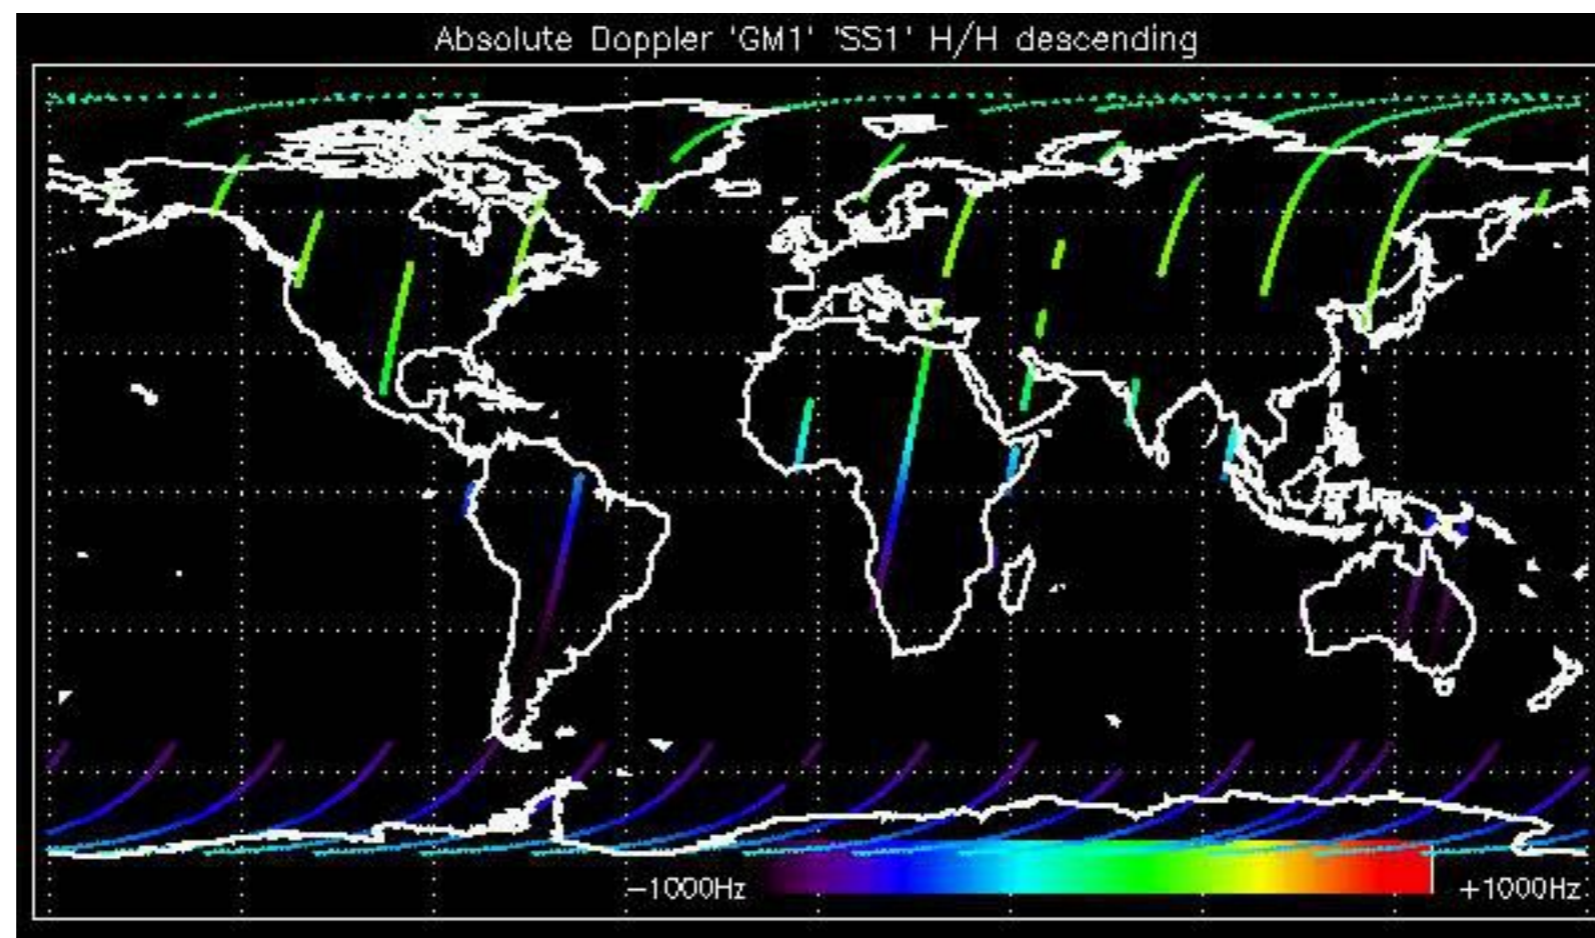 Absolute Doppler 'GM1' 'SS1' H/H descending
−1000Hz
+1000Hz